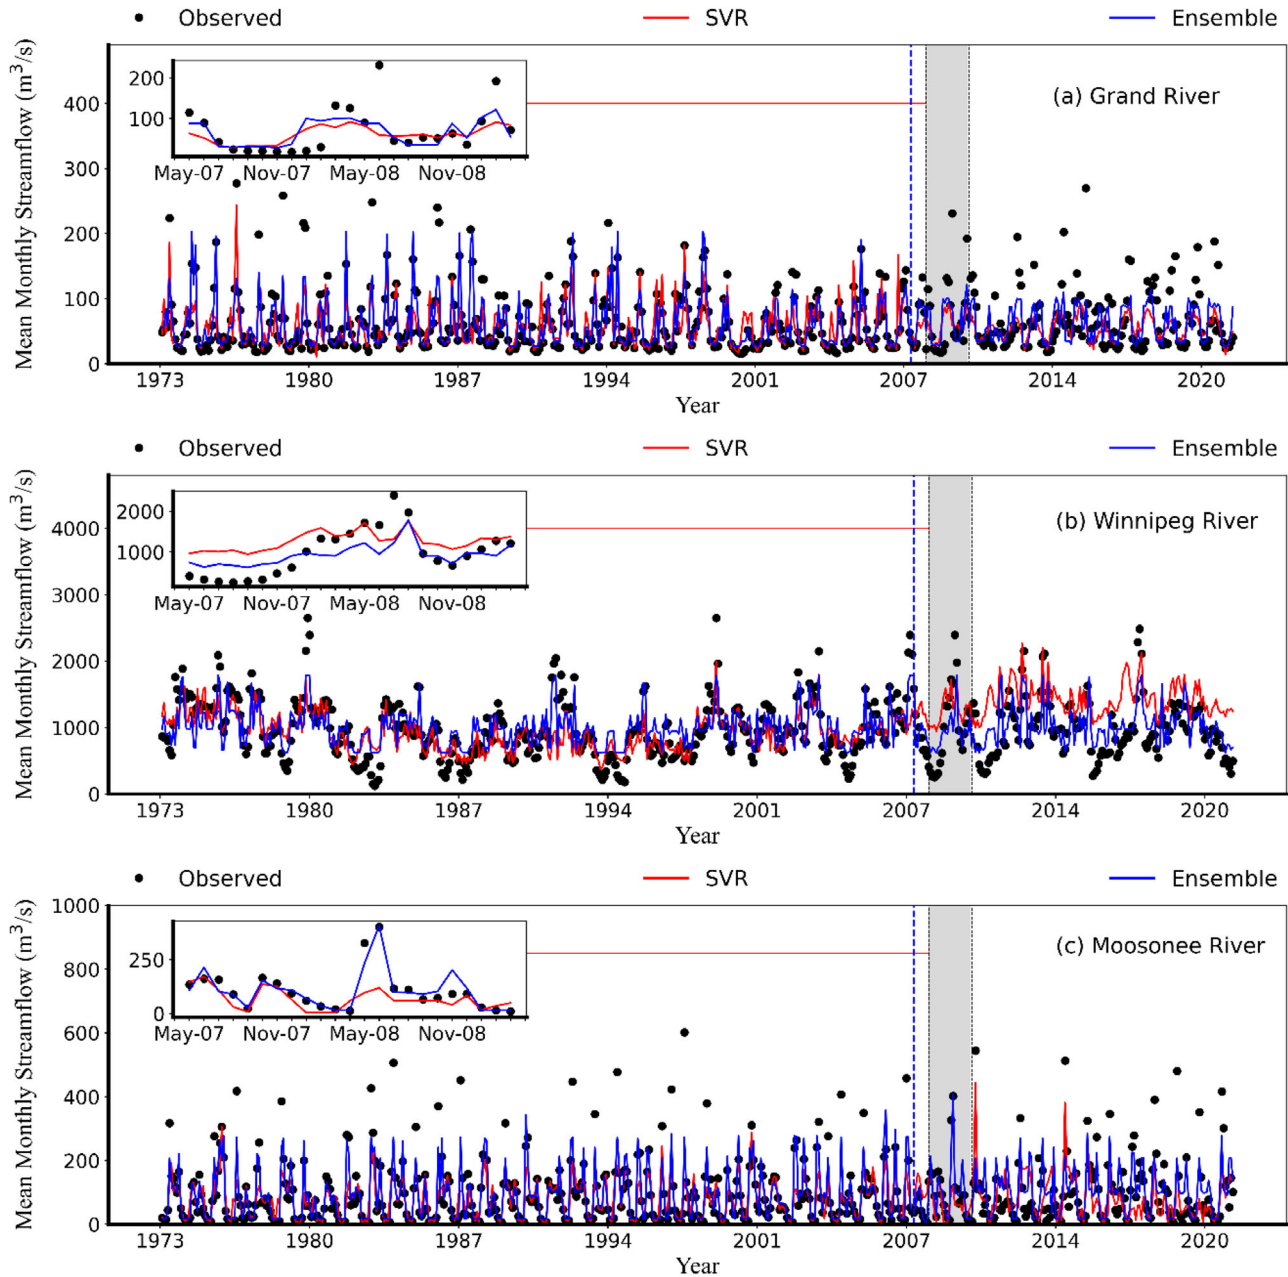 Observed SVR Ensemble
Mean Monthly Streamflow (m³/s)
(a) Grand River
400
300
200
100
0
200
100
May-07 Nov-07 May-08 Nov-08
1973 1980 1987 1994 2001 2007 2014 2020
Year
Observed SVR Ensemble
Mean Monthly Streamflow (m³/s)
(b) Winnipeg River
4000
3000
2000
1000
0
2000
1000
May-07 Nov-07 May-08 Nov-08
1973 1980 1987 1994 2001 2007 2014 2020
Year
Observed SVR Ensemble
Mean Monthly Streamflow (m³/s)
(c) Moosonee River
1000
800
600
400
200
0
250
0
May-07 Nov-07 May-08 Nov-08
1973 1980 1987 1994 2001 2007 2014 2020
Year